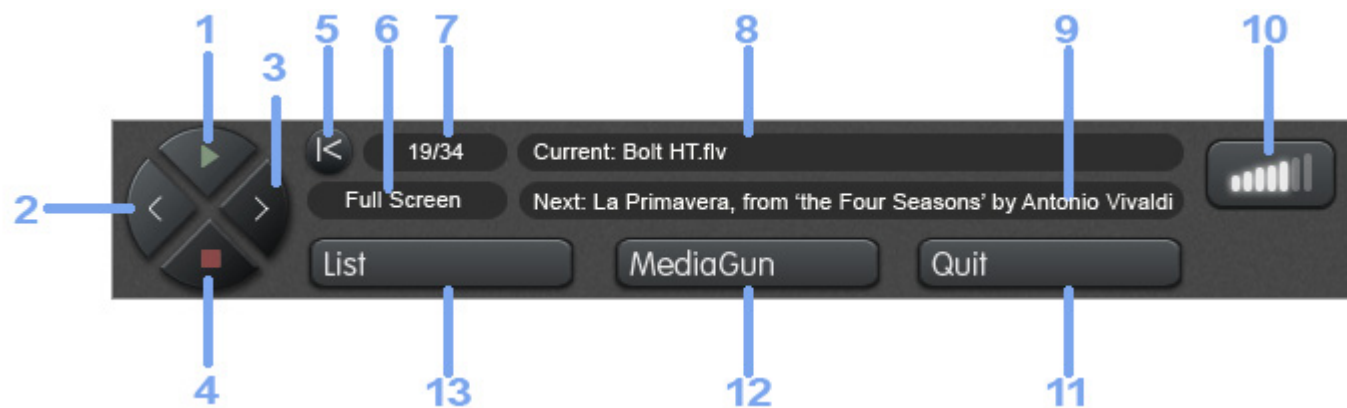 1 5 6 7 8 9 10
3
19/34 Current: Bolt HT.flv
2 Full Screen Next: La Primavera, from ‘the Four Seasons’ by Antonio Vivaldi
List MediaGun Quit
4 13 12 11